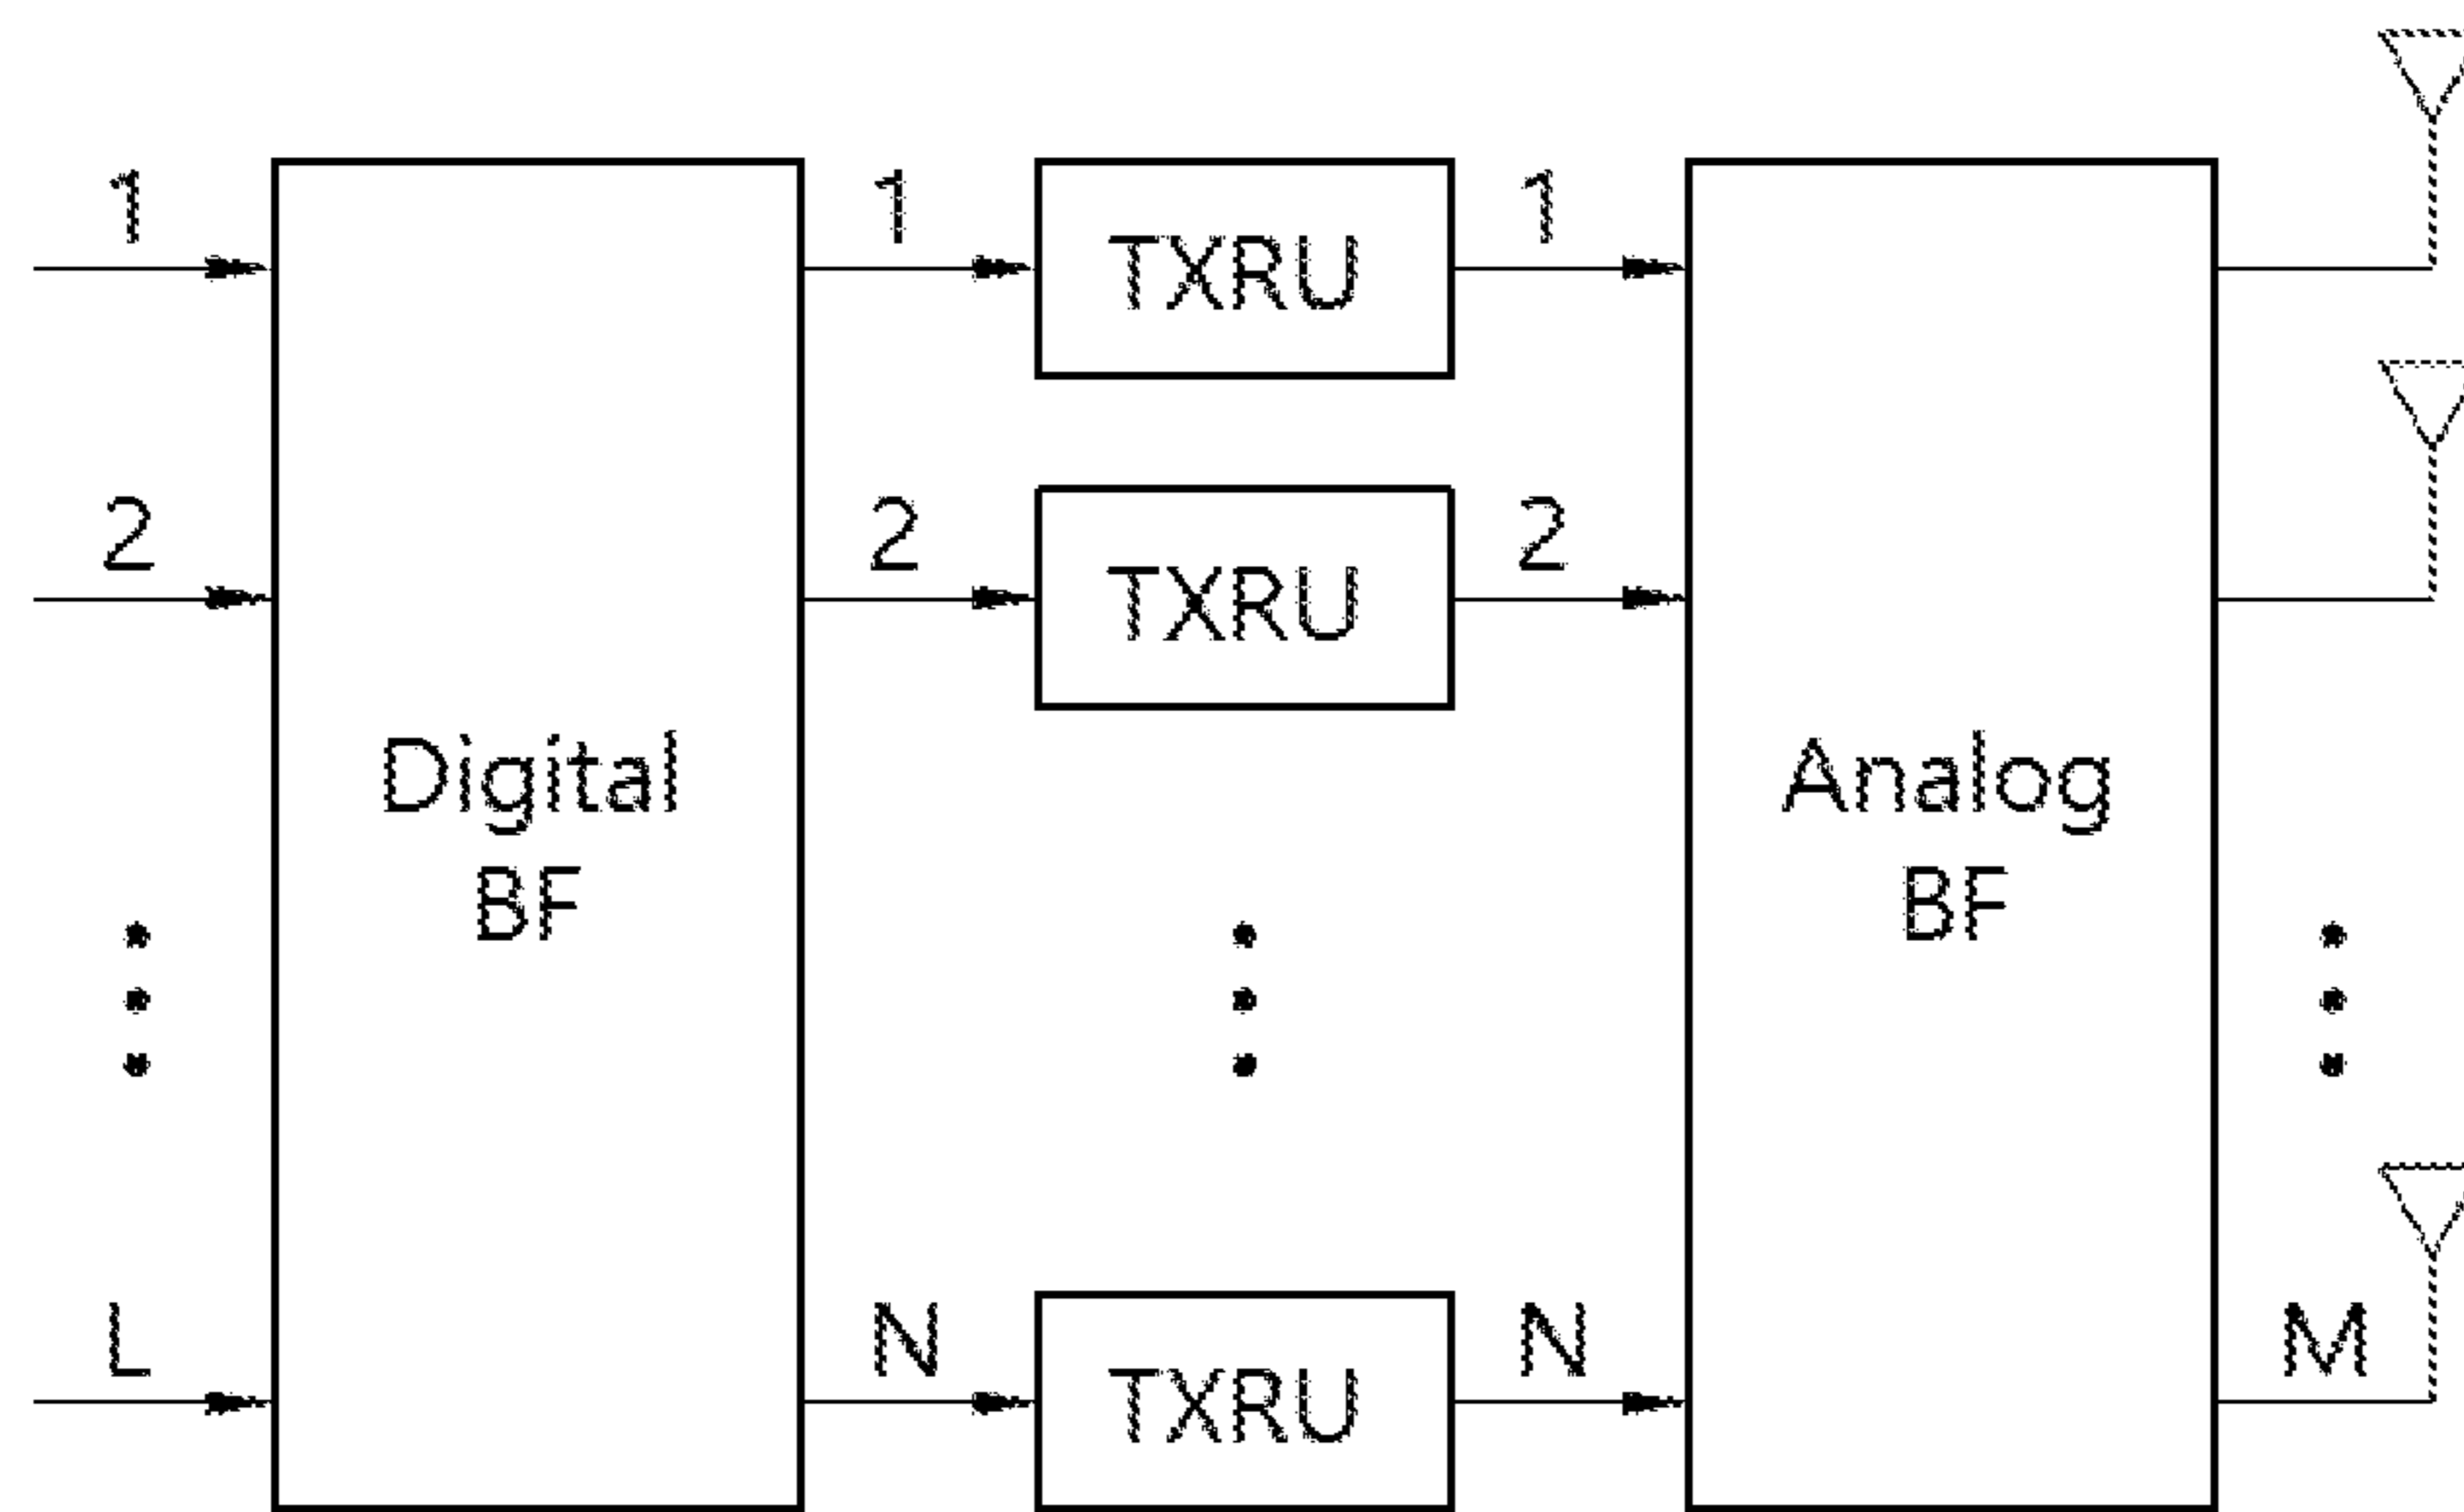 1 1 1
TXRU
2 2 2
TXRU
Digital
BF
Analog
BF
L N N M
TXRU